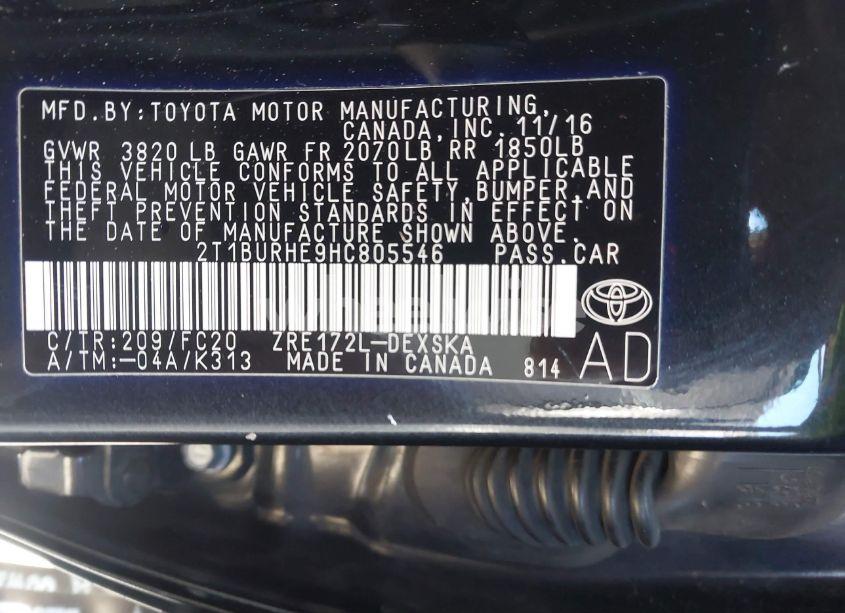 MFD.BY:TOYOTA MOTOR MANUFACTURING,
CANADA,INC. 11/16
GVWR 3820 LB GAWR FR 2070LB RR 1850LB
THIS VEHICLE CONFORMS TO ALL APPLICABLE
FEDERAL MOTOR VEHICLE SAFETY,BUMPER,AND
THEFT PREVENTION STANDARDS IN EFFECT ON
THE DATE OF MANUFACTURE SHOWN ABOVE.
2T1BURHE9HC805546 PASS.CAR
C/TR:209/FC20 ZRE172L-DEXSKA
A/TM:-04A/K313 MADE IN CANADA 814 AD